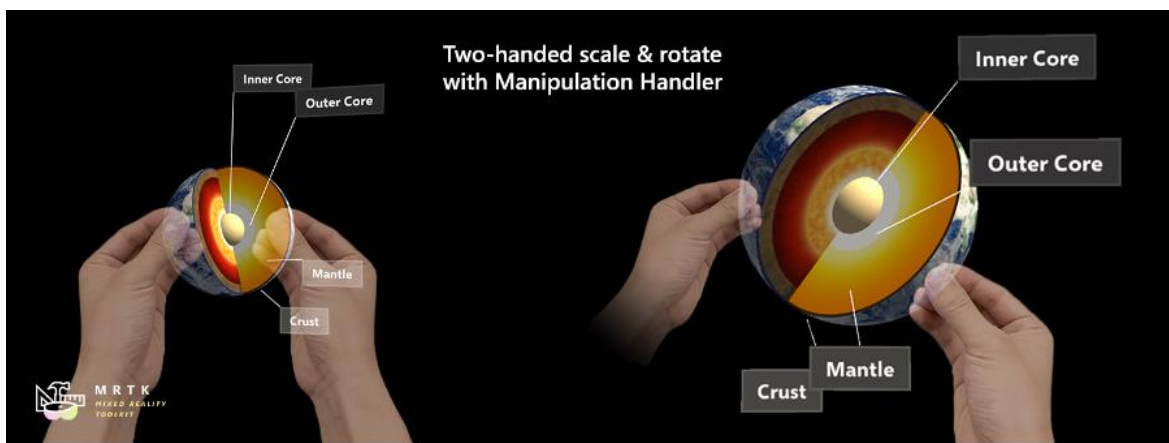 Two-handed scale & rotate
with Manipulation Handler
Inner Core
Outer Core
Mantle
Crust
Inner Core
Outer Core
Mantle
Crust
MRTK
MIXED REALITY
TOOLKIT